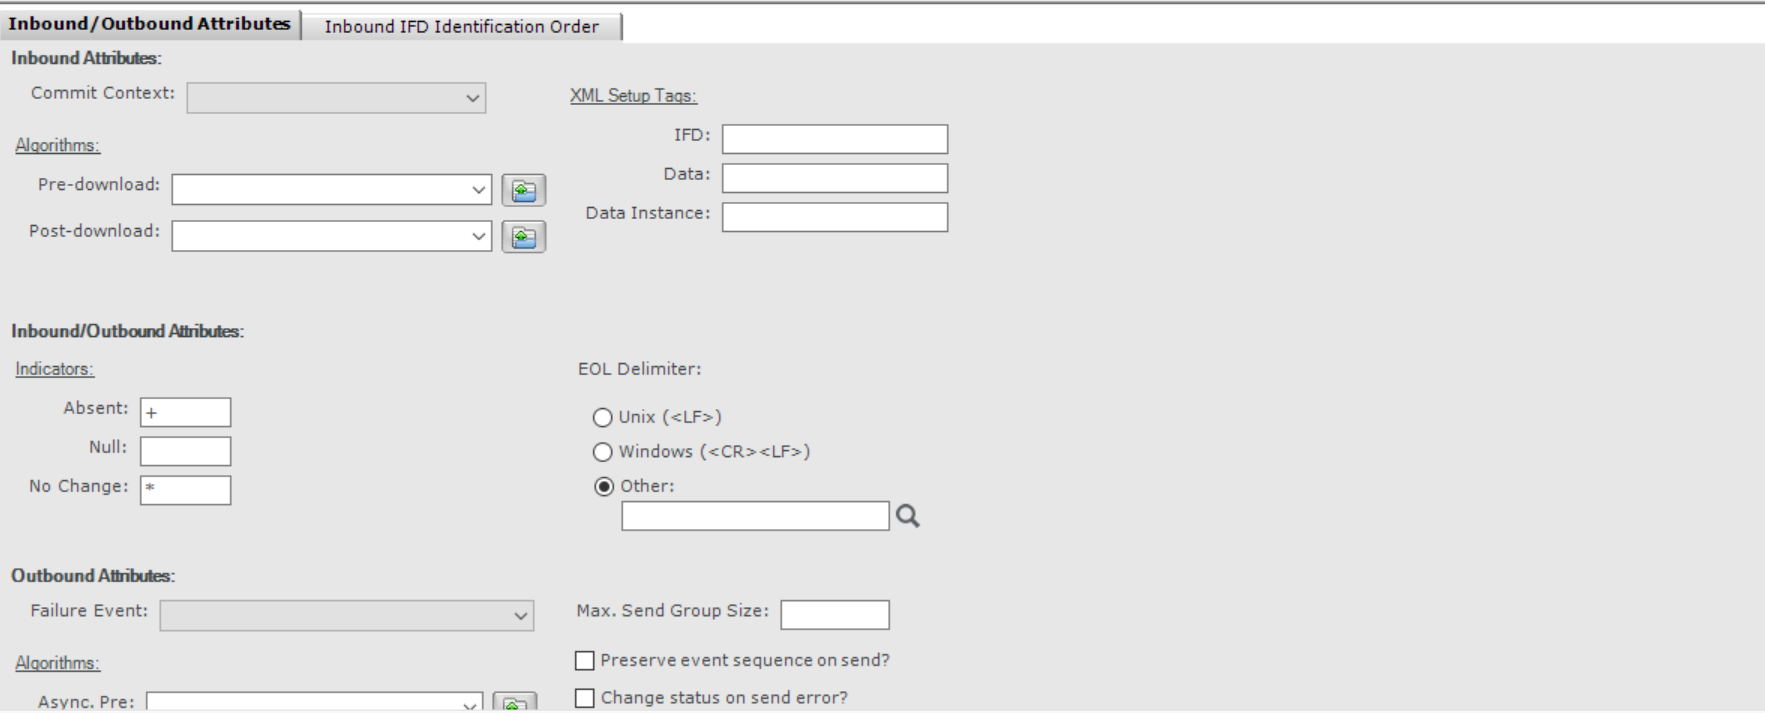 Inbound/Outbound Attributes
Inbound IFD Identification Order
Inbound Attributes:
Commit Context:
XML Setup Tags:
IFD:
Algorithms:
Data:
Pre-download:
Data Instance:
Post-download:
Inbound/Outbound Attributes:
Indicators:
EOL Delimiter:
Absent: +
Unix (<LF>)
Null:
Windows (<CR><LF>)
No Change: *
Other:
Outbound Attributes:
Failure Event:
Max. Send Group Size:
Algorithms:
Preserve event sequence on send?
Async. Pre:
Change status on send error?